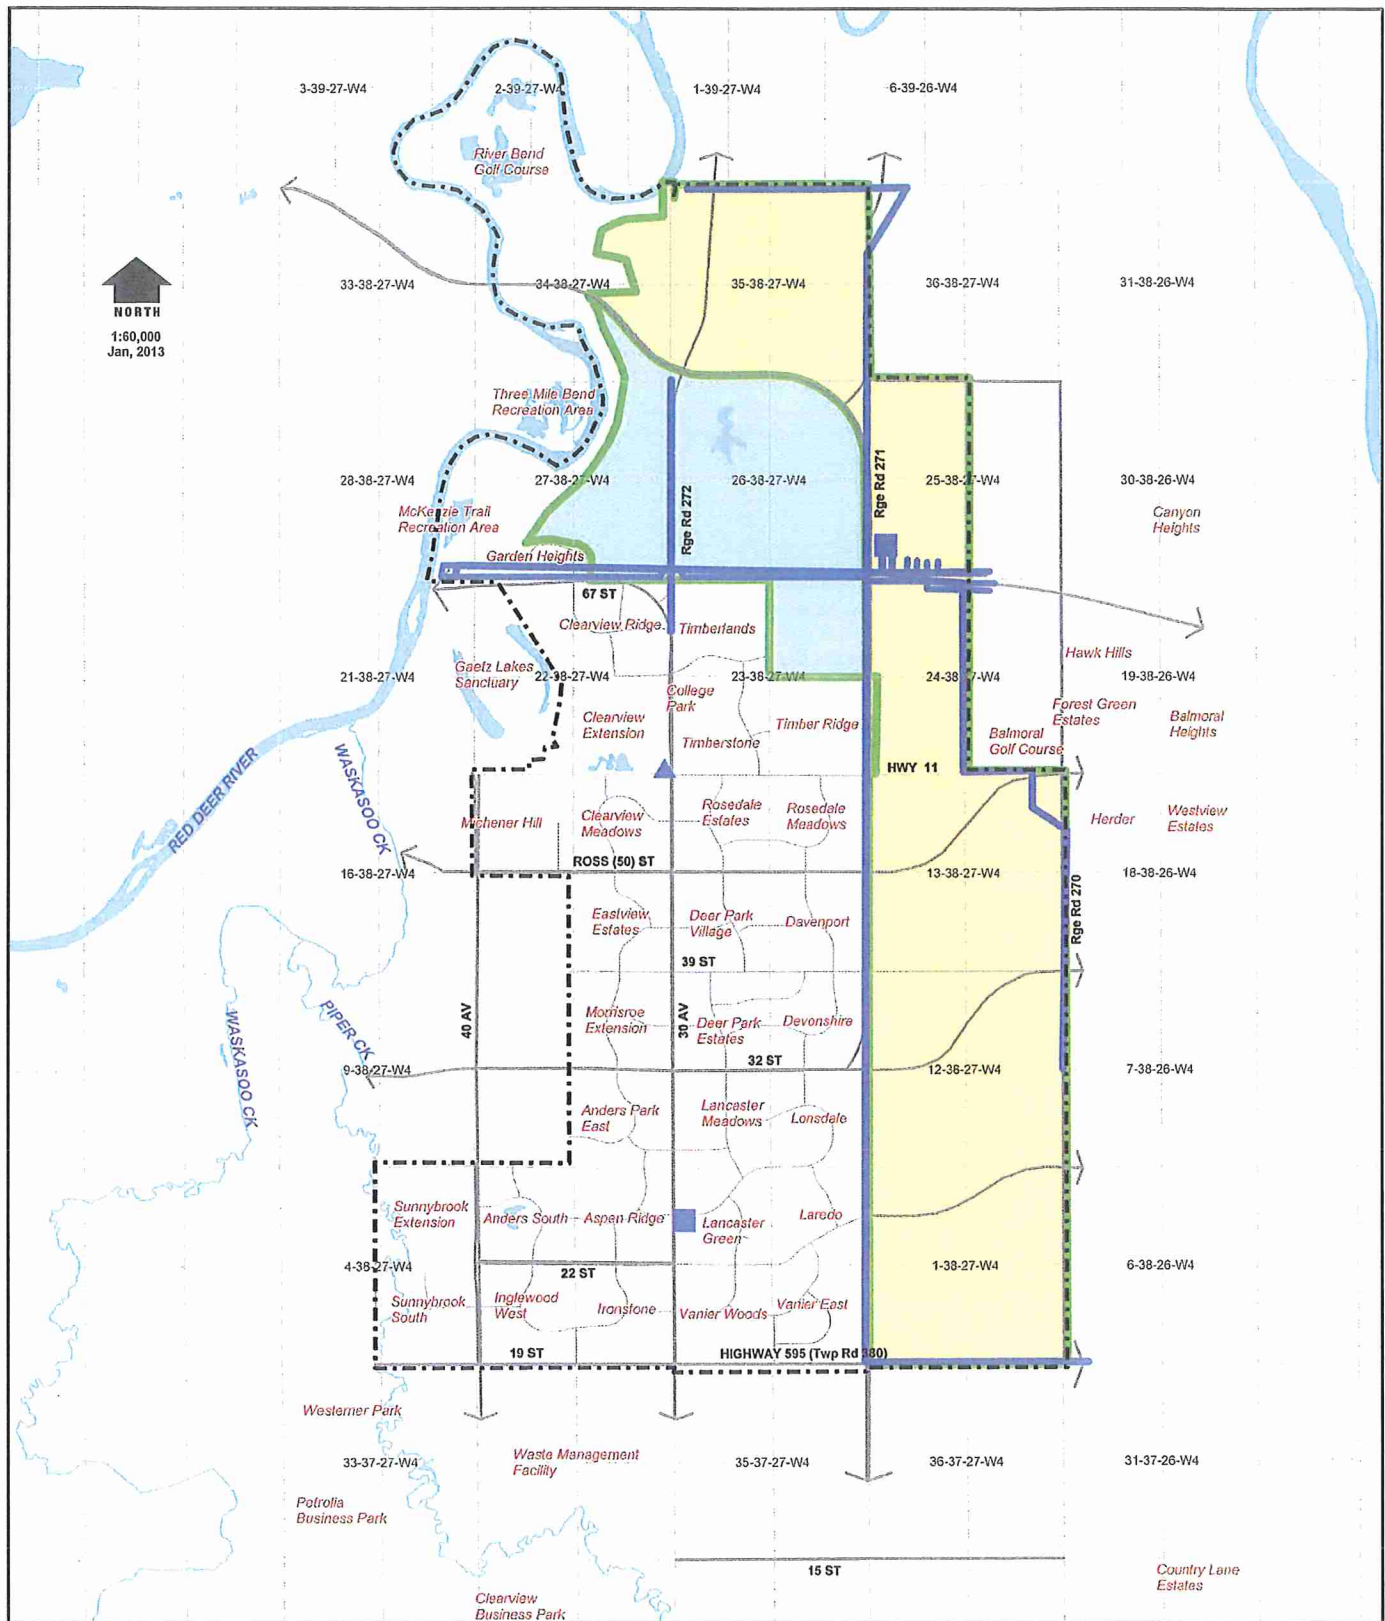 3-39-27-W4
2-39-27-W4
1-39-27-W4
6-39-26-W4
River Bend
Golf Course
33-38-27-W4
34-38-27-W4
35-38-27-W4
36-38-27-W4
31-38-26-W4
NORTH
1:60,000
Jan, 2013
Three Mile Bend
Recreation Area
28-38-27-W4
27-38-27-W4
26-38-27-W4
25-38-27-W4
30-38-26-W4
Rge Rd 272
Rge Rd 271
McKenzie Trail
Recreation Area
Canyon
Heights
Garden Heights
67 ST
Clearview Ridge
Timberlands
Hawk Hills
21-38-27-W4
Gaetz Lakes
Sanctuary
22-38-27-W4
23-38-27-W4
24-38-27-W4
19-38-26-W4
College
Park
Forest Green
Estates
Balmoral
Heights
Clearview
Extension
Timber Ridge
Timberstone
Balmoral
Golf Course
HWY 11
RED DEER RIVER
WASKASOO CK
Michener Hill
Clearview
Meadows
Rosedale
Estates
Rosedale
Meadows
Herder
Westview
Estates
ROSS (50) ST
16-38-27-W4
13-38-27-W4
18-38-26-W4
Rge Rd 270
Eastview
Estates
Deer Park
Village
Davenport
39 ST
WASKASOO CK
PIPER CK
40 AV
30 AV
Morrisroe
Extension
Deer Park
Estates
Devonshire
32 ST
9-38-27-W4
12-38-27-W4
7-38-26-W4
Anders Park
East
Lancaster
Meadows
Lonsdale
Sunnybrook
Extension
Anders South
Aspen Ridge
Lancaster
Green
Laredo
4-38-27-W4
22 ST
1-38-27-W4
6-38-26-W4
Sunnybrook
South
Inglewood
West
Ironstone
Vanier Woods
Vanier East
19 ST
HIGHWAY 595 (Twp Rd 380)
Westerner Park
33-37-27-W4
Waste Management
Facility
35-37-27-W4
36-37-27-W4
31-37-26-W4
Petrolia
Business Park
15 ST
Country Lane
Estates
Clearview
Business Park